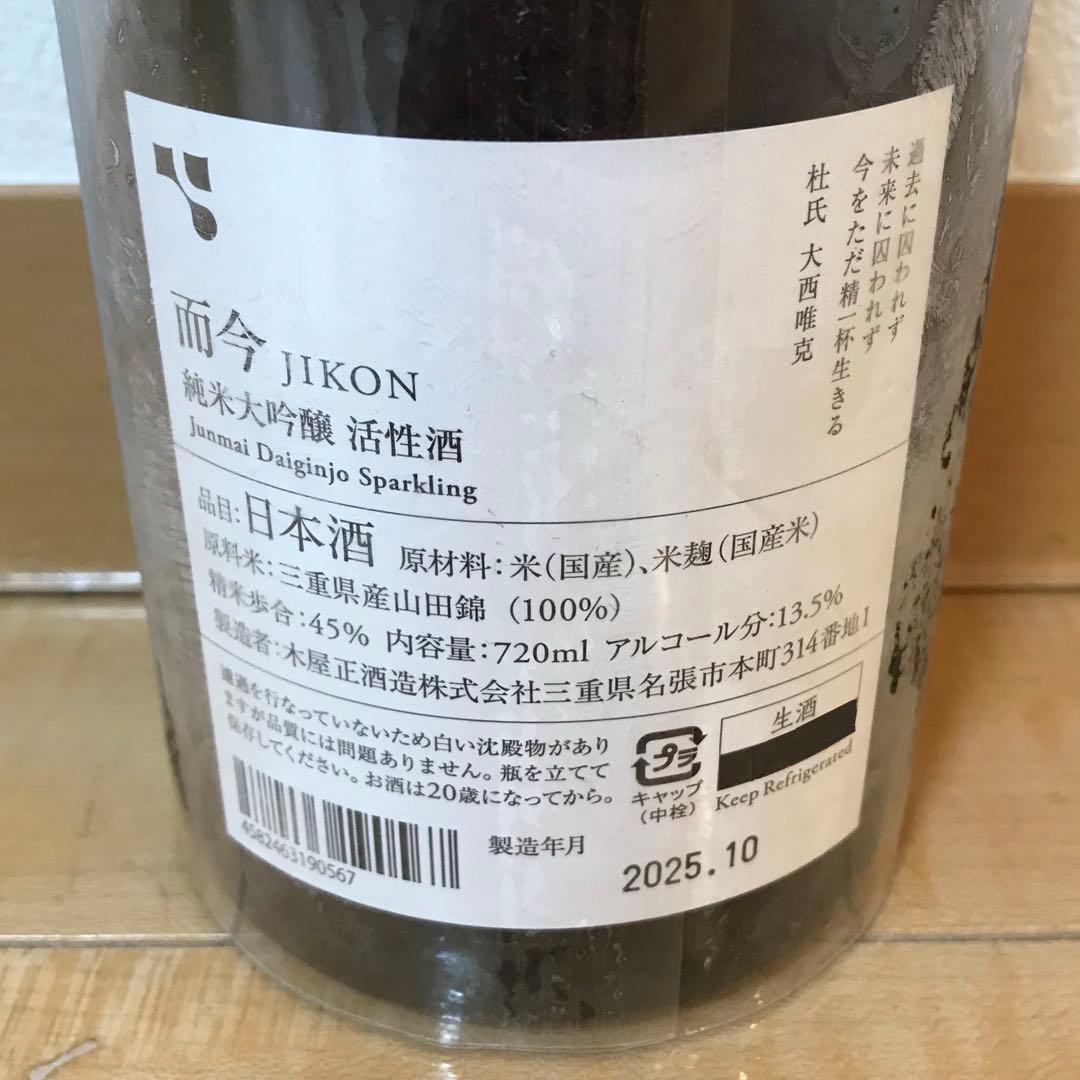 過去に囚われず
未来に囚われず
今をただ精一杯生きる
杜氏 大西唯克
而今 JIKON
純米大吟醸 活性酒
Junmai Daiginjo Sparkling
品目:日本酒 原材料:米(国産)、米麹(国産米)
原料米:三重県産山田錦 (100%)
精米歩合:45% 内容量:720ml アルコール分:13.5%
製造者:木屋正酒造株式会社三重県名張市本町314番地1
濾過を行なっていないため白い沈殿物があり
ますが品質には問題ありません。瓶を立てて
保存してください。お酒は20歳になってから。
プラ
キャップ
(中栓)
生酒
Keep Refrigerated
4582463190567
製造年月
2025.10